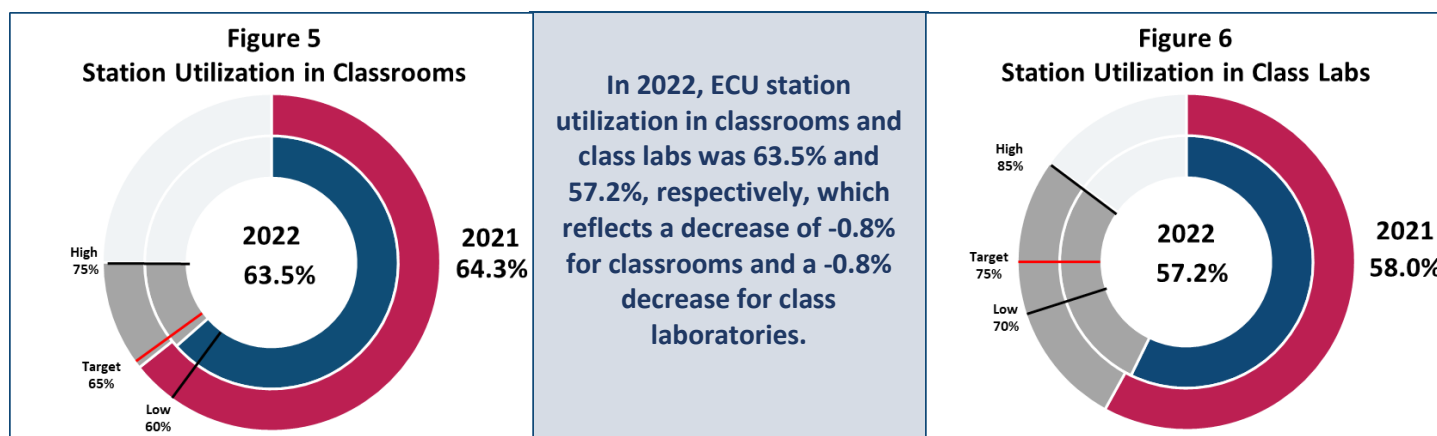 Figure 5
Station Utilization in Classrooms
2022
63.5%
2021
64.3%
High
75%
Target
65%
Low
60%
In 2022, ECU station
utilization in classrooms and
class labs was 63.5% and
57.2%, respectively, which
reflects a decrease of -0.8%
for classrooms and a -0.8%
decrease for class
laboratories.
Figure 6
Station Utilization in Class Labs
High
85%
Target
75%
Low
70%
2022
57.2%
2021
58.0%